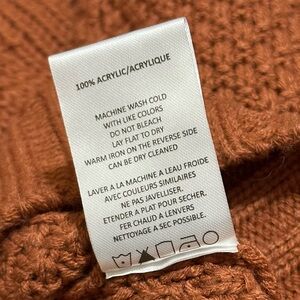 100% ACRYLIC/ACRYLIQUE
MACHINE WASH COLD
WITH LIKE COLORS
DO NOT BLEACH
LAY FLAT TO DRY
WARM IRON ON THE REVERSE SIDE
CAN BE DRY CLEANED
LAVER A LA MACHINE A LEAU FROIDE
AVEC COULEURS SIMILAIRES
NE PAS JAVELLISER.
ETENDER A PLAT POUR SECHER.
FER CHAUD A LENVERS
NETTOYAGE A SEC POSSIBLE.